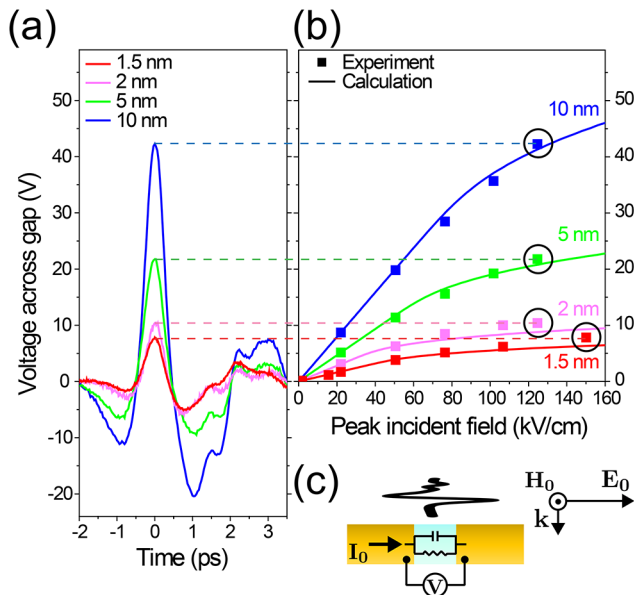 (a)
1.5 nm
2 nm
5 nm
10 nm
Voltage across gap (V)
50
40
30
20
10
0
-10
-20
-2
0
2
Time (ps)
(b)
Experiment
Calculation
10 nm
5 nm
2 nm
1.5 nm
50
40
30
20
10
0
0 20 40 60 80 100 120 140 160
Peak incident field (kV/cm)
(c)
H₀
E₀
k
I₀
V